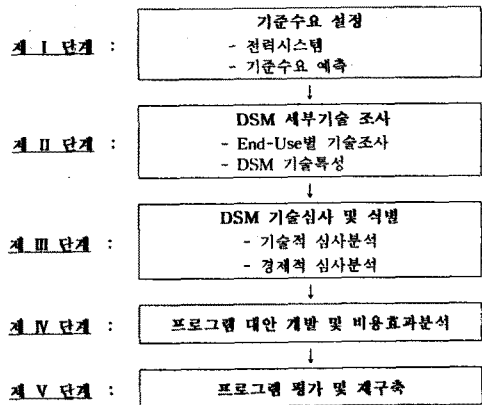 기준수요 설정
제 Ⅰ 단계 :
- 전력시스템
- 기준수요 예측
↓
DSM 세부기술 조사
제 Ⅱ 단계 :
- End-Use별 기술조사
- DSM 기술특성
↓
DSM 기술심사 및 식별
제 Ⅲ 단계 :
- 기술적 심사분석
- 경제적 심사분석
↓
제 Ⅳ 단계 : 프로그램 대안 개발 및 비용효과분석
↓
제 Ⅴ 단계 : 프로그램 평가 및 재구축